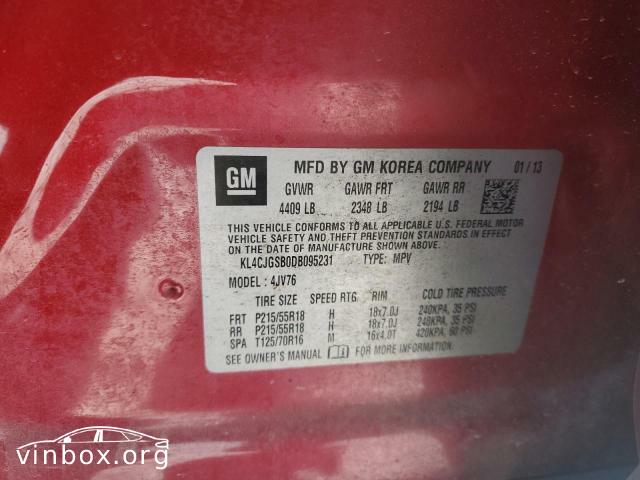 GM
MFD BY GM KOREA COMPANY 01/13
GVWR GAWR FRT GAWR RR
4409 LB 2348 LB 2194 LB
THIS VEHICLE CONFORMS TO ALL APPLICABLE U.S. FEDERAL MOTOR
VEHICLE SAFETY AND THEFT PREVENTION STANDARDS IN EFFECT ON
THE DATE OF MANUFACTURE SHOWN ABOVE.
KL4CJGSB0DB095231 TYPE: MPV
MODEL: 4JV76
TIRE SIZE SPEED RTG RIM COLD TIRE PRESSURE
FRT P215/55R18 H 18x7.0J 240KPA, 35 PSI
RR P215/55R18 H 18x7.0J 240KPA, 35 PSI
SPA T125/70R16 M 16x4.0T 420KPA, 60 PSI
SEE OWNER'S MANUAL FOR MORE INFORMATION.
vinbox.org